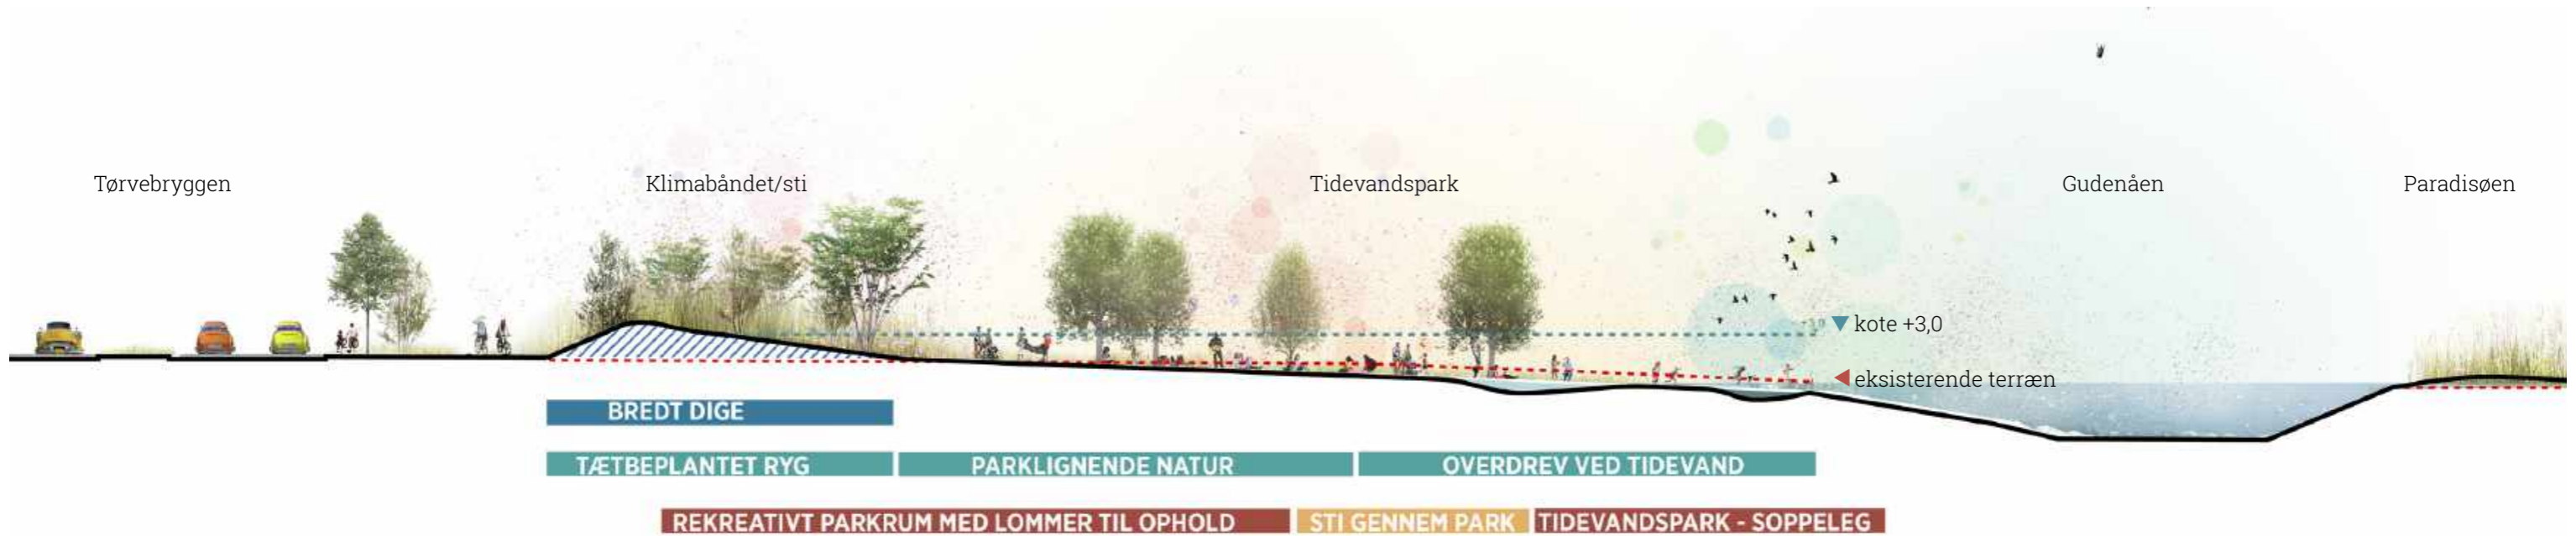 Tørvebryggen
Klimabåndet/sti
Tidevandspark
Gudenåen
Paradisøen
kote +3,0
eksisterende terræn
BREDT DIGE
TÆTBEPLANTET RYG
PARKLIGNENDE NATUR
OVERDREV VED TIDEVAND
REKREATIVT PARKRUM MED LOMMER TIL OPHOLD
STI GENNEM PARK
TIDEVANDSPARK - SOPPELEG